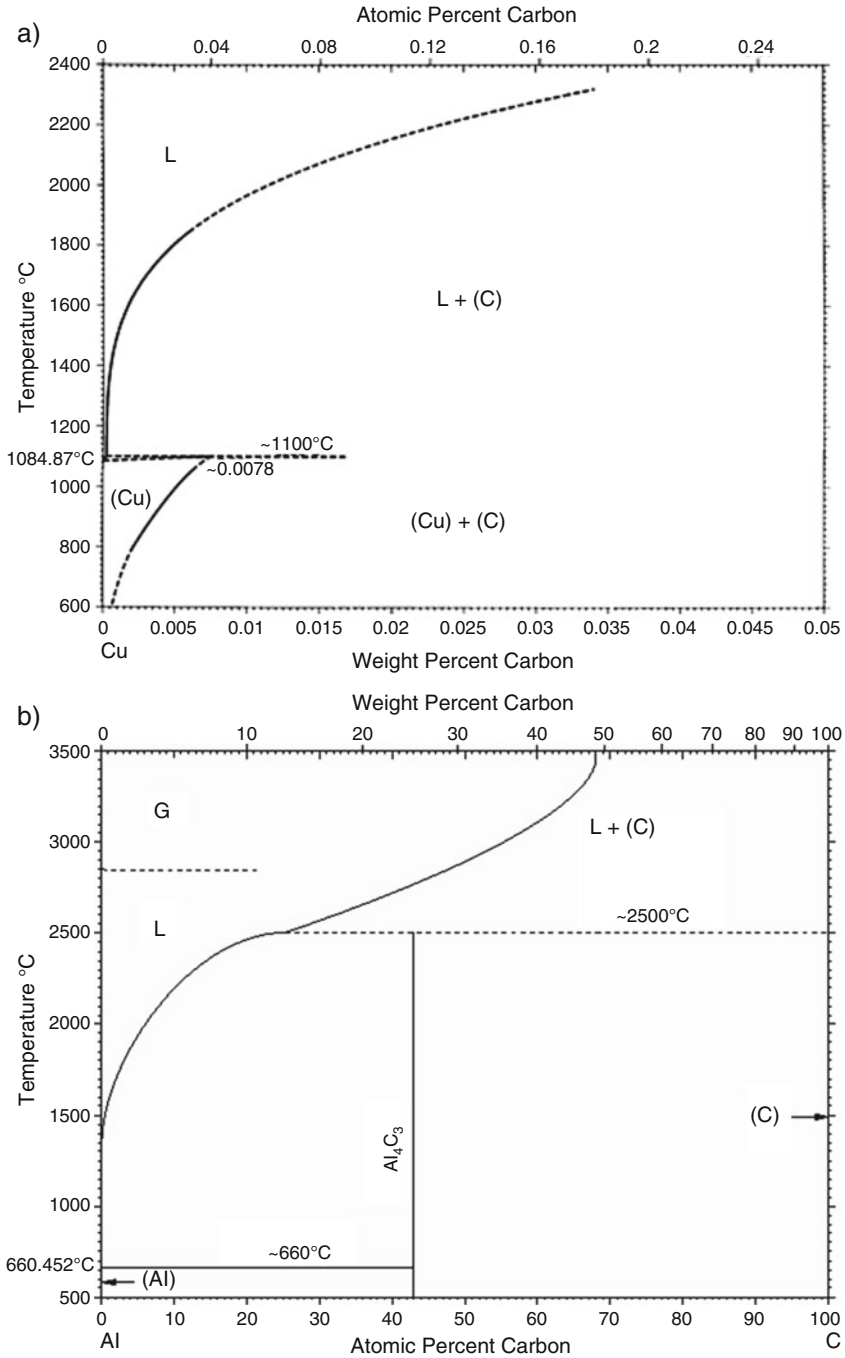 a)
Atomic Percent Carbon
0 0.04 0.08 0.12 0.16 0.2 0.24
2400
2200
2000
1800
1600
1400
1200
1084.87°C
1000
800
600
Temperature °C
L
L + (C)
~1100°C
~0.0078
(Cu)
(Cu) + (C)
0 0.005 0.01 0.015 0.02 0.025 0.03 0.035 0.04 0.045 0.05
Cu
Weight Percent Carbon
b)
Weight Percent Carbon
0 10 20 30 40 50 60 70 80 90 100
3500
3000
2500
2000
1500
1000
660.452°C
500
Temperature °C
G
L + (C)
L
~2500°C
Al₄C₃
(C)
~660°C
(Al)
0 10 20 30 40 50 60 70 80 90 100
Al
Atomic Percent Carbon
C